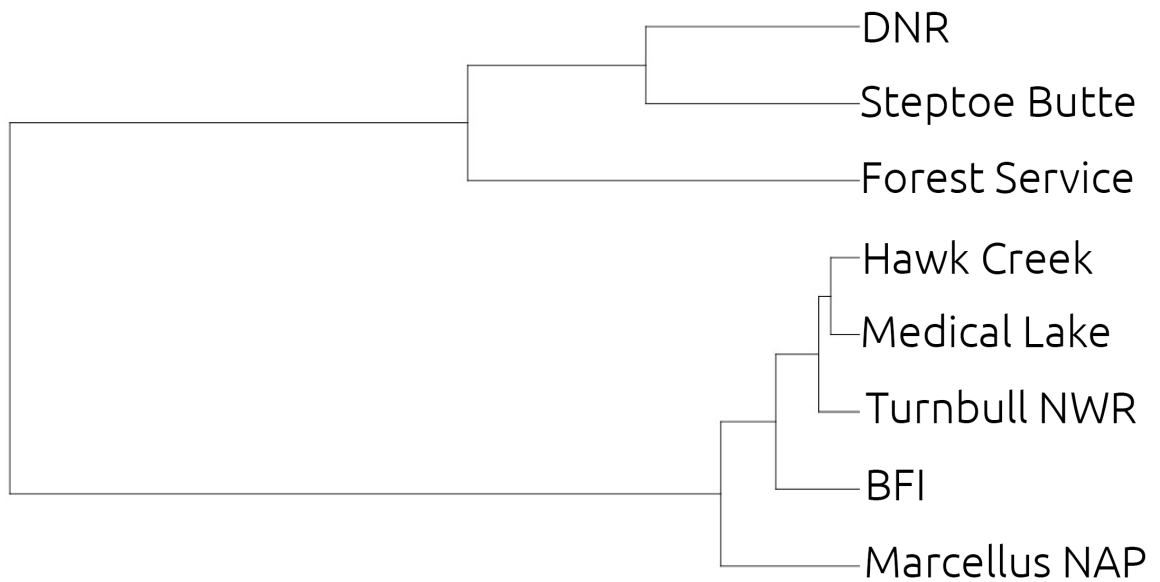 DNR
Steptoe Butte
Forest Service
Hawk Creek
Medical Lake
Turnbull NWR
BFI
Marcellus NAP